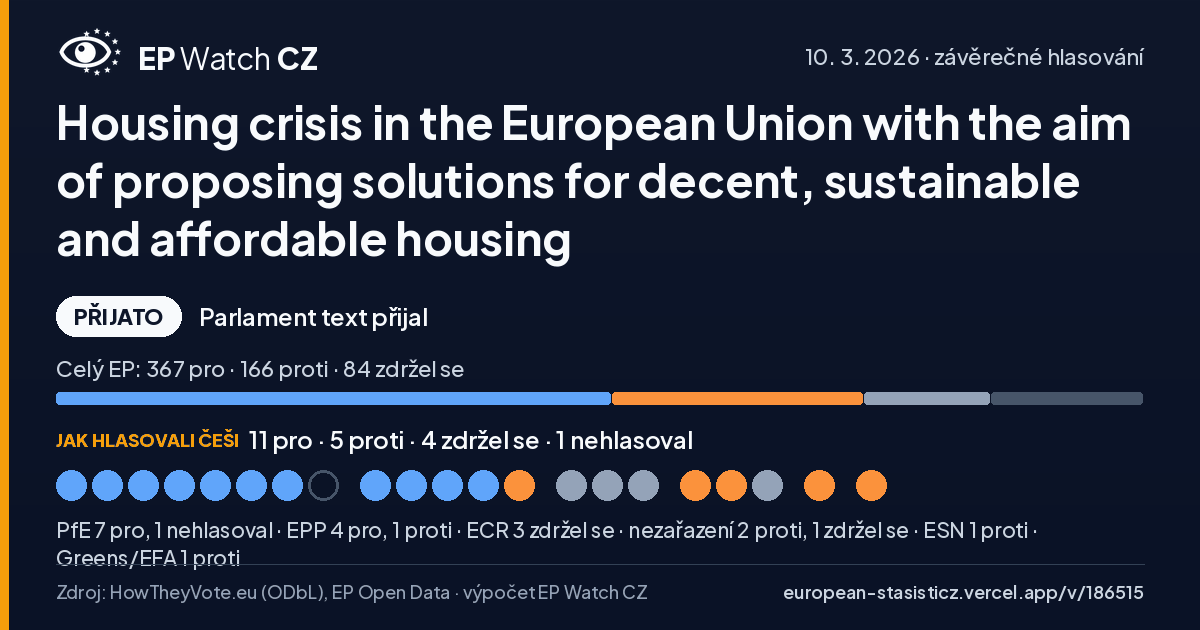 EP Watch CZ
10. 3. 2026 · závěrečné hlasování
Housing crisis in the European Union with the aim
of proposing solutions for decent, sustainable
and affordable housing
PŘIJATO Parlament text přijal
Celý EP: 367 pro · 166 proti · 84 zdržel se
JAK HLASOVALI ČEŠI 11 pro · 5 proti · 4 zdržel se · 1 nehlasoval
PfE 7 pro, 1 nehlasoval · EPP 4 pro, 1 proti · ECR 3 zdržel se · nezařazení 2 proti, 1 zdržel se · ESN 1 proti ·
Greens/EFA 1 proti
Zdroj: HowTheyVote.eu (ODbL), EP Open Data · výpočet EP Watch CZ
european-stasisticz.vercel.app/v/186515